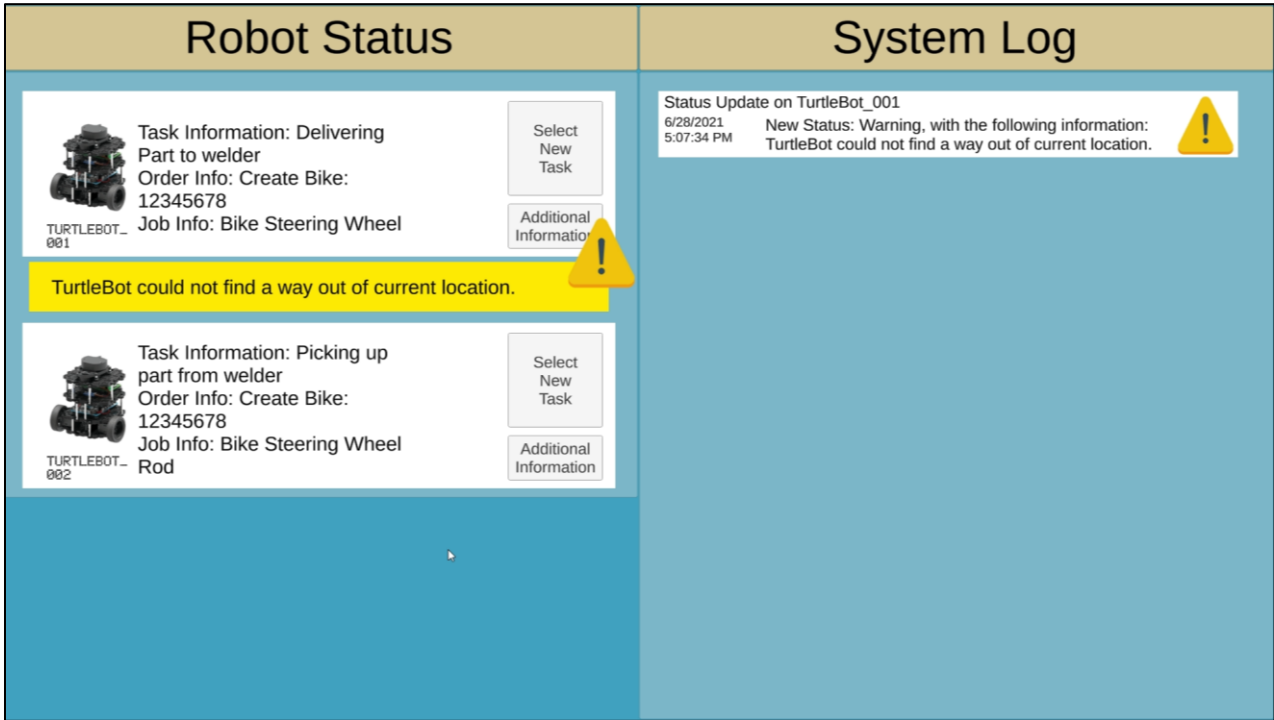 Robot Status
Task Information: Delivering
Part to welder
Order Info: Create Bike:
12345678
Job Info: Bike Steering Wheel
TURTLEBOT_
001
Select
New
Task
Additional
Information
TurtleBot could not find a way out of current location.
Task Information: Picking up
part from welder
Order Info: Create Bike:
12345678
Job Info: Bike Steering Wheel
Rod
TURTLEBOT_
002
Select
New
Task
Additional
Information
System Log
Status Update on TurtleBot_001
6/28/2021
5:07:34 PM
New Status: Warning, with the following information:
TurtleBot could not find a way out of current location.